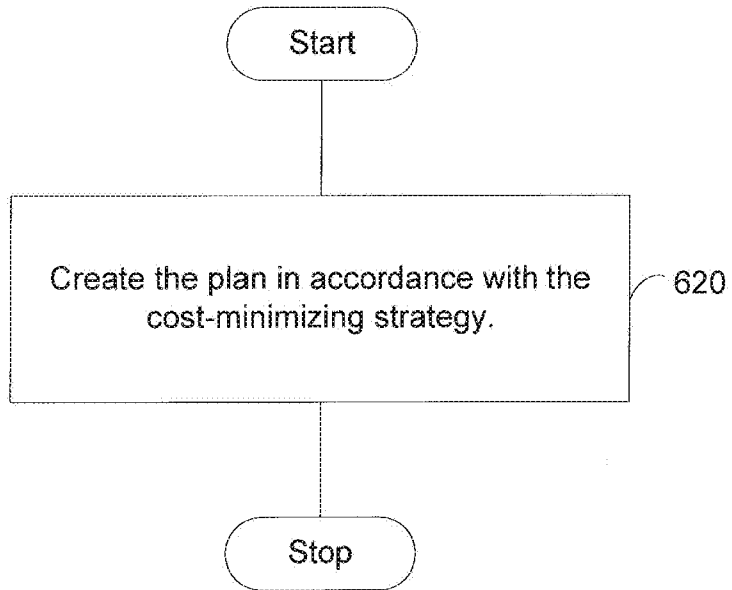 Start
Create the plan in accordance with the
cost-minimizing strategy.
620
Stop